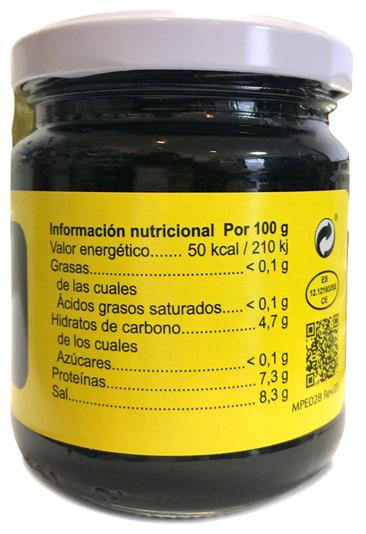 Información nutricional Por 100 g
Valor energético....... 50 kcal / 210 kj
Grasas..............................< 0,1 g
de las cuales
Ácidos grasos saturados.....< 0,1 g
Hidratos de carbono.............. 4,7 g
de los cuales
Azúcares...........................< 0,1 g
Proteínas............................... 7,3 g
Sal.......................................... 8,3 g
®
ES
12.12163/50
CE
MPE02B